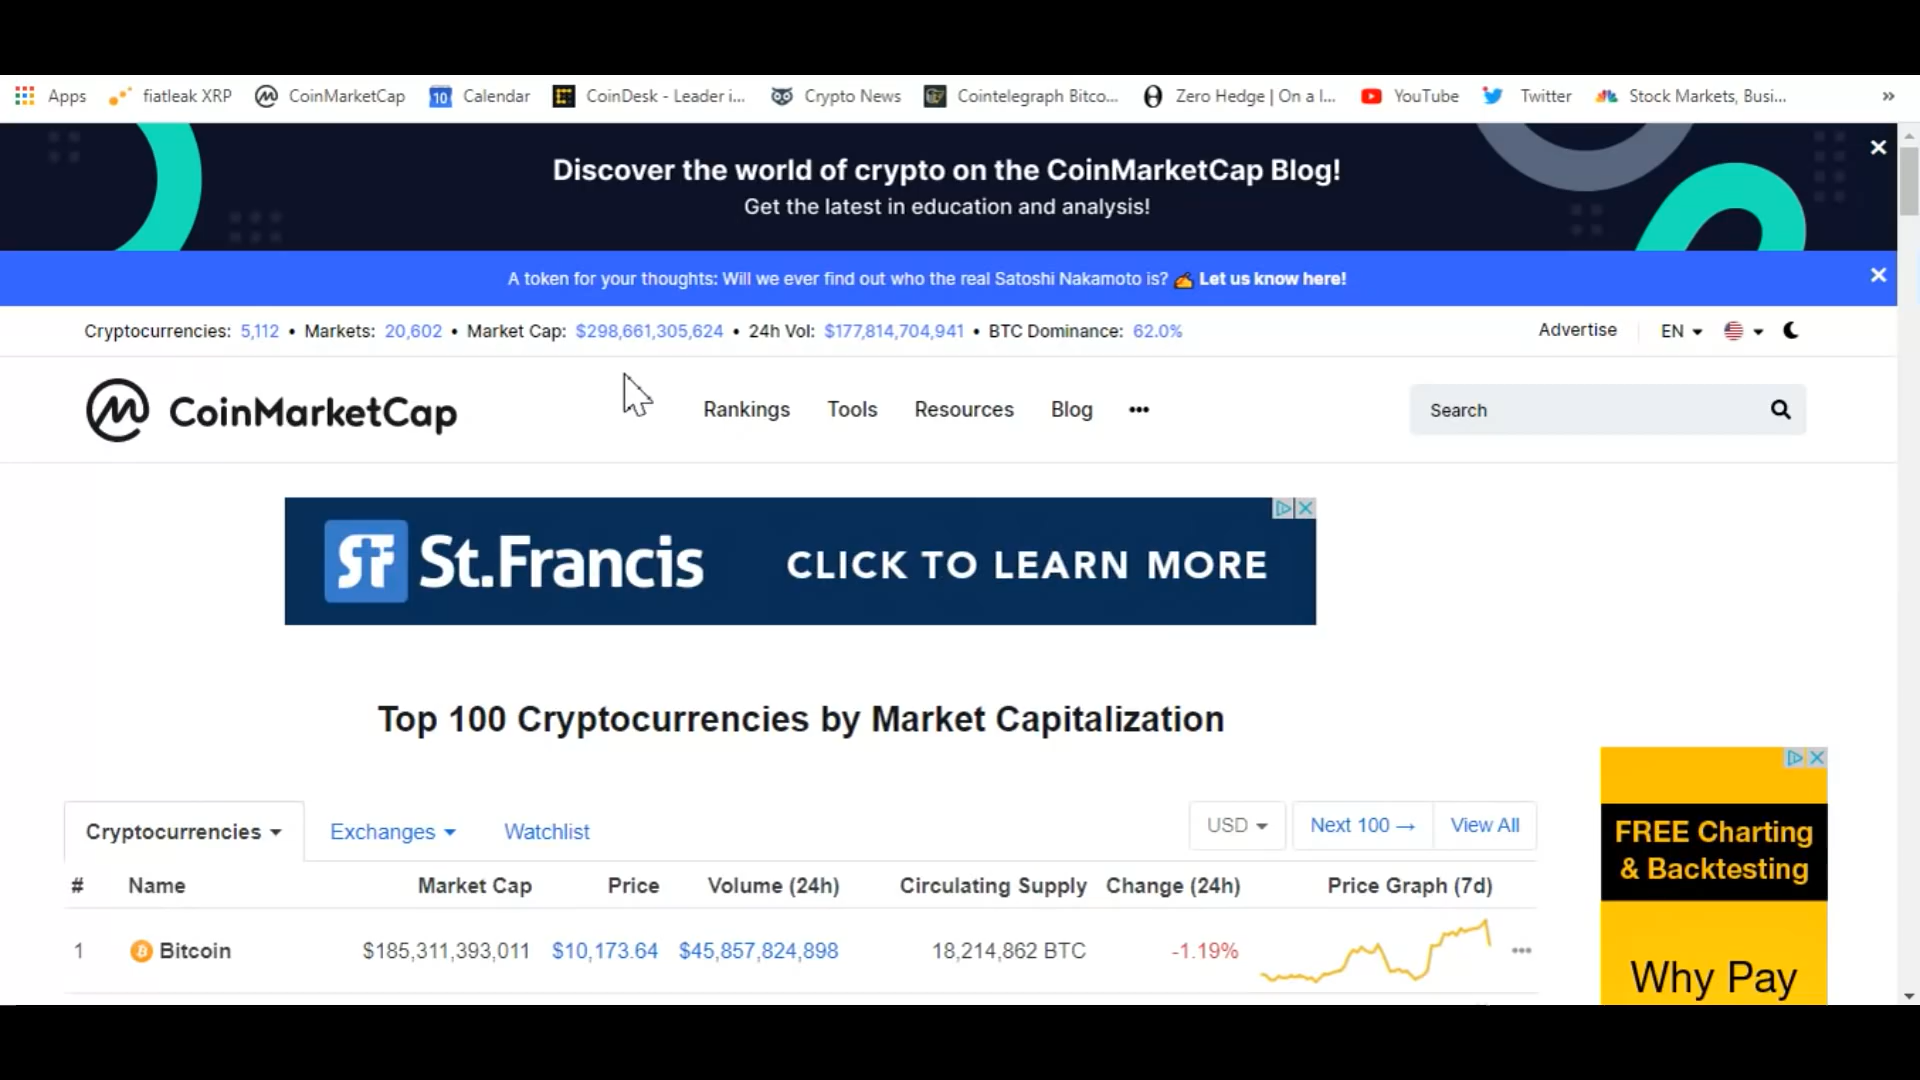 Apps fiatleak XRP CoinMarketCap 10 Calendar CoinDesk - Leader i... Crypto News Cointelegraph Bitco... Zero Hedge | On a l... YouTube Twitter Stock Markets, Busi... »
Discover the world of crypto on the CoinMarketCap Blog!
Get the latest in education and analysis!
A token for your thoughts: Will we ever find out who the real Satoshi Nakamoto is? ✍ Let us know here!
Cryptocurrencies: 5,112 • Markets: 20,602 • Market Cap: $298,661,305,624 • 24h Vol: $177,814,704,941 • BTC Dominance: 62.0% Advertise EN
CoinMarketCap Rankings Tools Resources Blog ••• Search
SF St.Francis CLICK TO LEARN MORE
Top 100 Cryptocurrencies by Market Capitalization
Cryptocurrencies Exchanges Watchlist USD Next 100 → View All
# Name Market Cap Price Volume (24h) Circulating Supply Change (24h) Price Graph (7d)
1 Bitcoin $185,311,393,011 $10,173.64 $45,857,824,898 18,214,862 BTC -1.19% •••
FREE Charting
& Backtesting
Why Pay